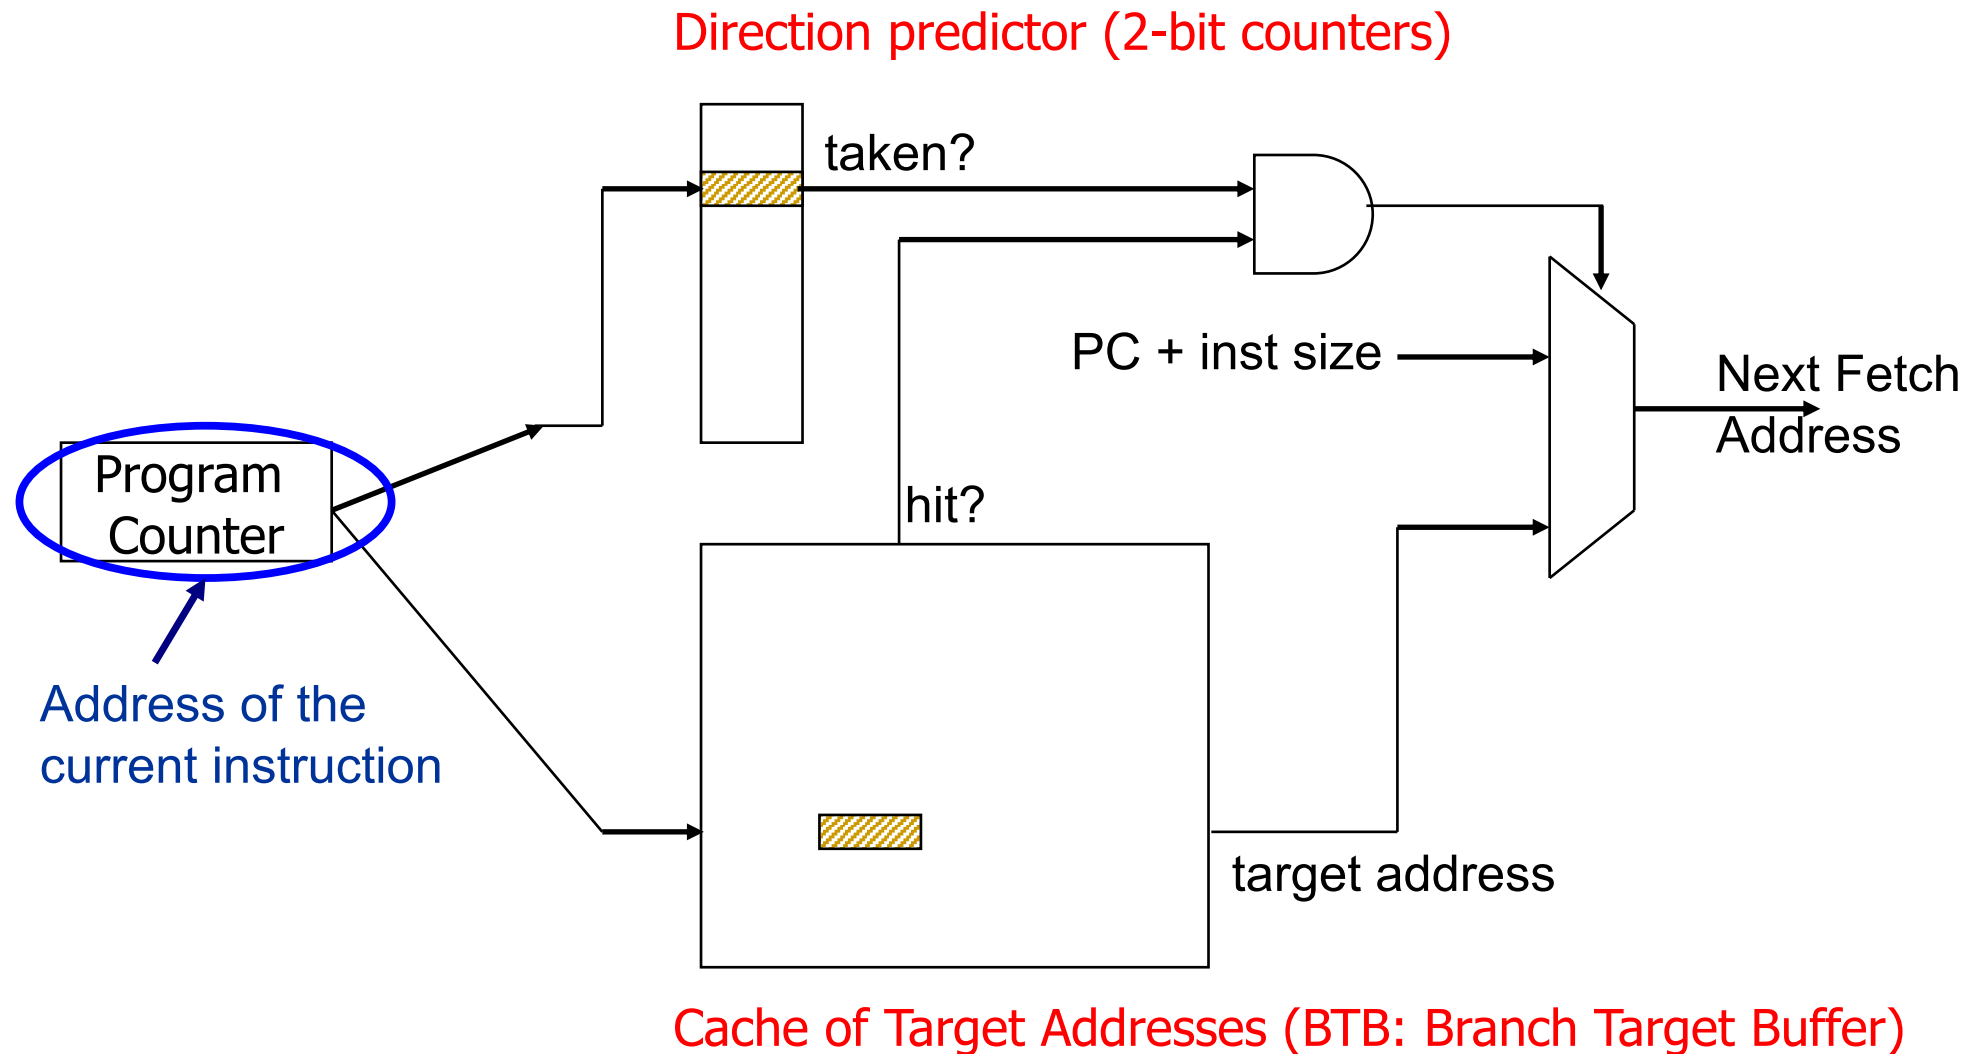 Direction predictor (2-bit counters)
taken?
PC + inst size
Next Fetch
Address
Program
Counter
hit?
Address of the
current instruction
target address
Cache of Target Addresses (BTB: Branch Target Buffer)